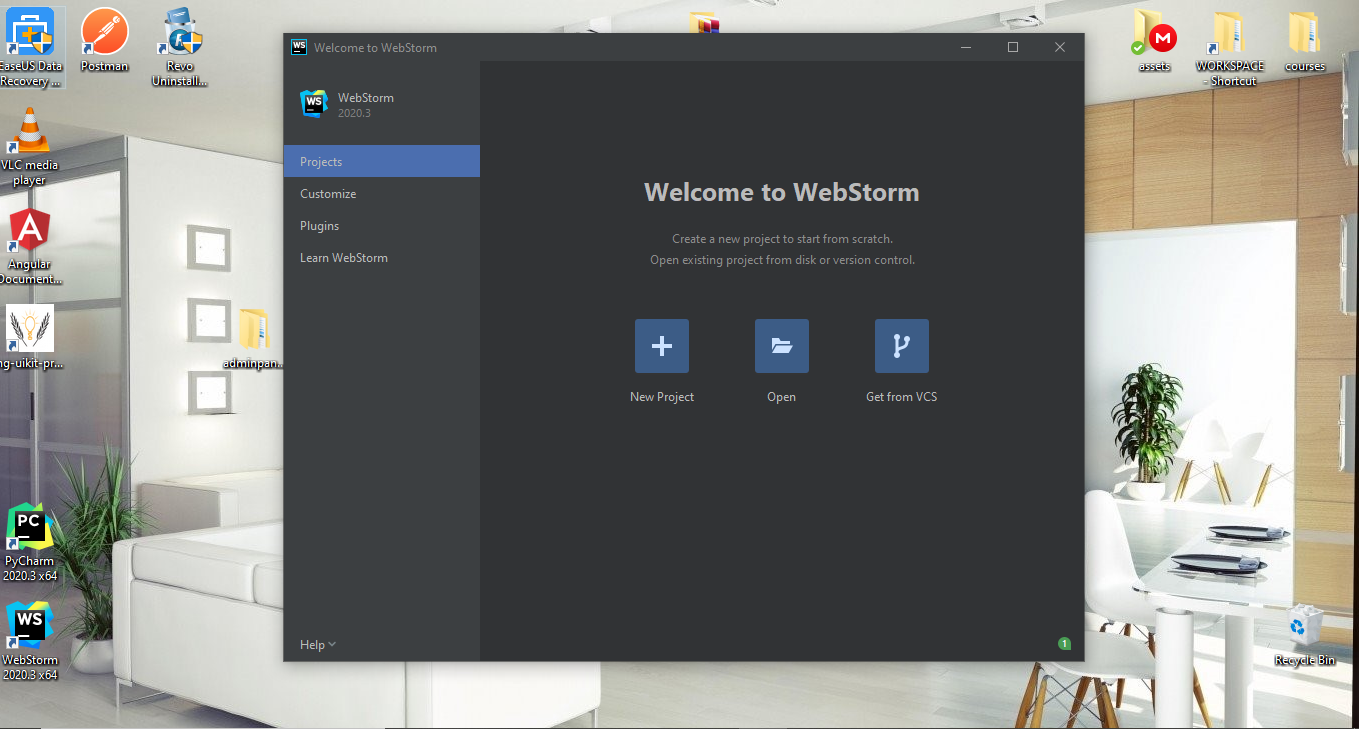 EaseUS Data
Recovery ...
Postman
Revo
Uninstall...
VLC media
player
Angular
Document...
ng-uikit-pr...
adminpan...
PC
PyCharm
2020.3 x64
WS
WebStorm
2020.3 x64
WS Welcome to WebStorm
WS
WebStorm
2020.3
Projects
Customize
Plugins
Learn WebStorm
Help
Welcome to WebStorm
Create a new project to start from scratch.
Open existing project from disk or version control.
New Project
Open
Get from VCS
1
M
assets
WORKSPACE
- Shortcut
courses
Recycle Bin